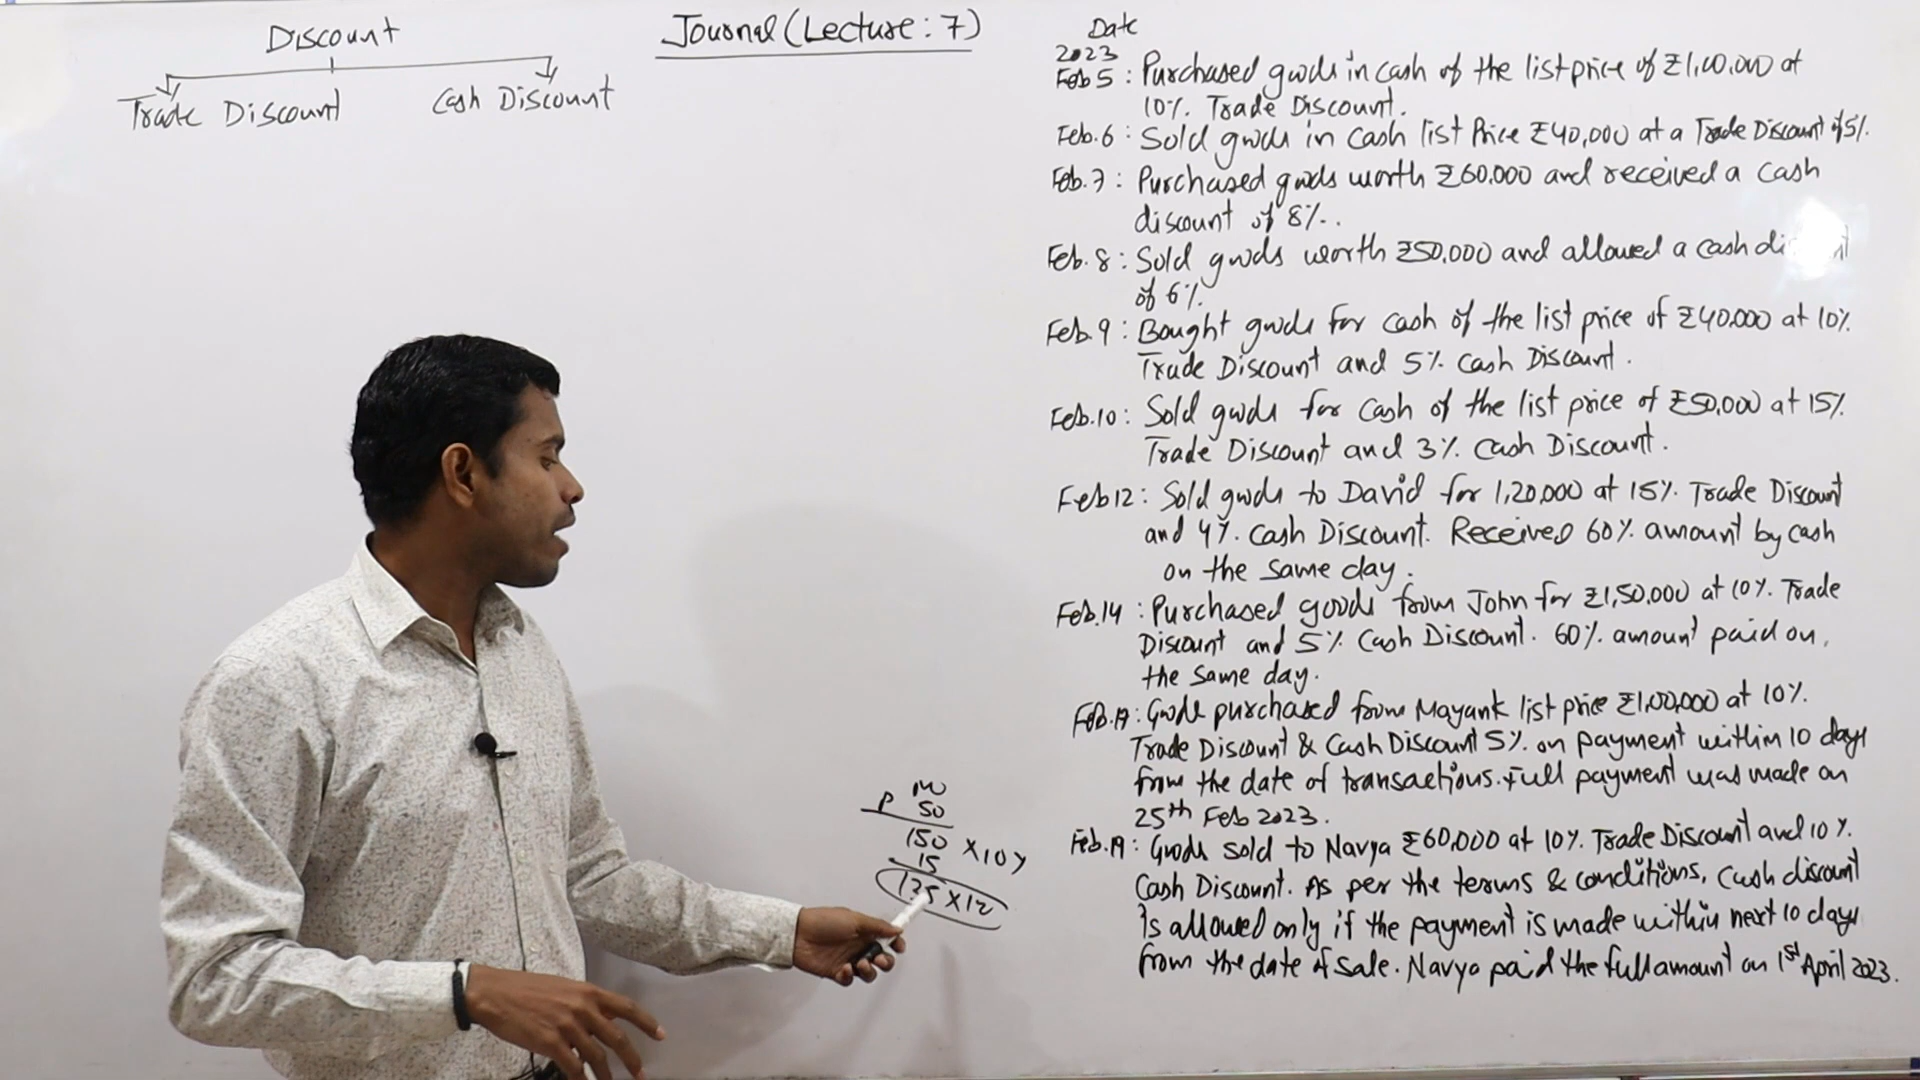 Discount
Trade Discount
Cash Discount
Journal (Lecture : 7)
Date
2023
Feb 5 : Purchased goods in cash of the list price of ₹1,00,000 at
10%. Trade Discount.
Feb. 6 : Sold goods in cash list Price ₹40,000 at a Trade Discount of 5%.
Feb. 7 : Purchased goods worth ₹60,000 and received a cash
discount of 8%..
Feb. 8 : Sold goods worth ₹50,000 and allowed a cash
of 6%.
Feb. 9 : Bought goods for cash of the list price of ₹40,000 at 10%.
Trade Discount and 5%. Cash Discount.
Feb. 10 : Sold goods for cash of the list price of ₹50,000 at 15%.
Trade Discount and 3%. Cash Discount.
Feb 12 : Sold goods to David for 1,20,000 at 15%. Trade Discount
and 4%. Cash Discount. Received 60%. amount by cash
on the same day.
Feb. 14 : Purchased goods from John for ₹1,50,000 at 10%. Trade
Discount and 5%. Cash Discount. 60%. amount paid on
the same day.
Feb. : Goods purchased from Mayank list price ₹1,00,000 at 10%.
Trade Discount & Cash Discount 5%. on payment within 10 days
from the date of transactions. Full payment was made on
25th Feb 2023.
Feb. 19 : Goods sold to Navya ₹60,000 at 10%. Trade Discount and 10%.
Cash Discount. As per the terms & conditions, Cash discount
is allowed only if the payment is made within next 10 days
from the date of sale. Navya paid the full amount on 1st April 2023.
100
P 50
150 × 10%
15
135 × 12